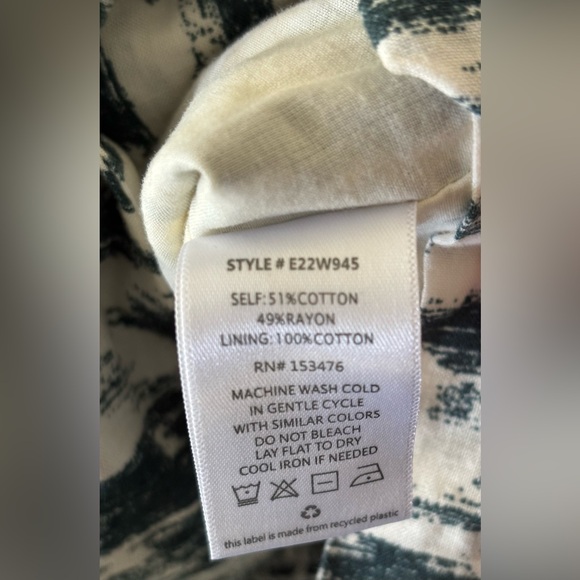 STYLE # E22W945
SELF:51%COTTON
49%RAYON
LINING:100%COTTON
RN# 153476
MACHINE WASH COLD
IN GENTLE CYCLE
WITH SIMILAR COLORS
DO NOT BLEACH
LAY FLAT TO DRY
COOL IRON IF NEEDED
this label is made from recycled plastic